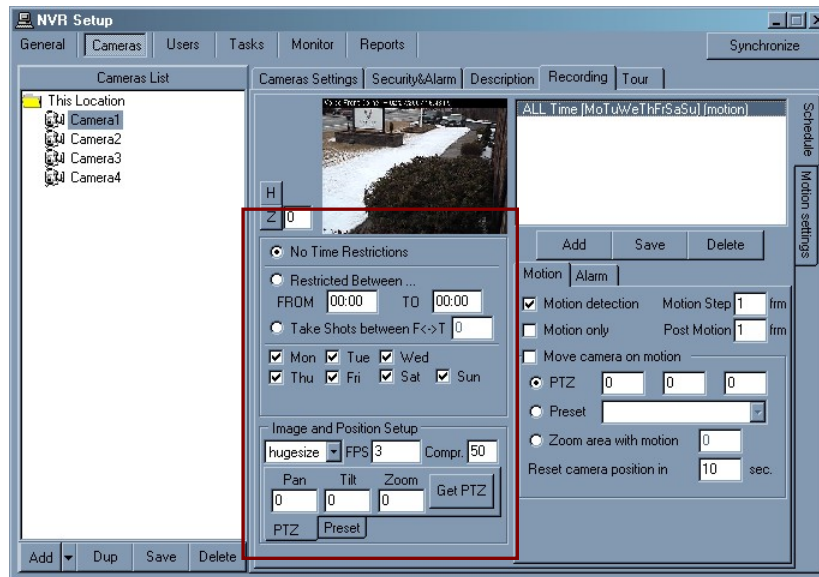 NVR Setup
General Cameras Users Tasks Monitor Reports Synchronize
Cameras List
This Location
Camera1
Camera2
Camera3
Camera4
Add Dup Save Delete
Cameras Settings Security&Alarm Description Recording Tour
H
Z 0
No Time Restrictions
Restricted Between ...
FROM 00:00 TO 00:00
Take Shots between F<->T 0
Mon Tue Wed
Thu Fri Sat Sun
Image and Position Setup
hugesize FPS 3 Compr. 50
Pan Tilt Zoom
0 0 0 Get PTZ
PTZ Preset
ALL Time [MoTuWeThFrSaSu] (motion)
Add Save Delete
Motion Alarm
Motion detection Motion Step 1 frm
Motion only Post Motion 1 frm
Move camera on motion
PTZ 0 0 0
Preset
Zoom area with motion 0
Reset camera position in 10 sec.
Schedule
Motion settings